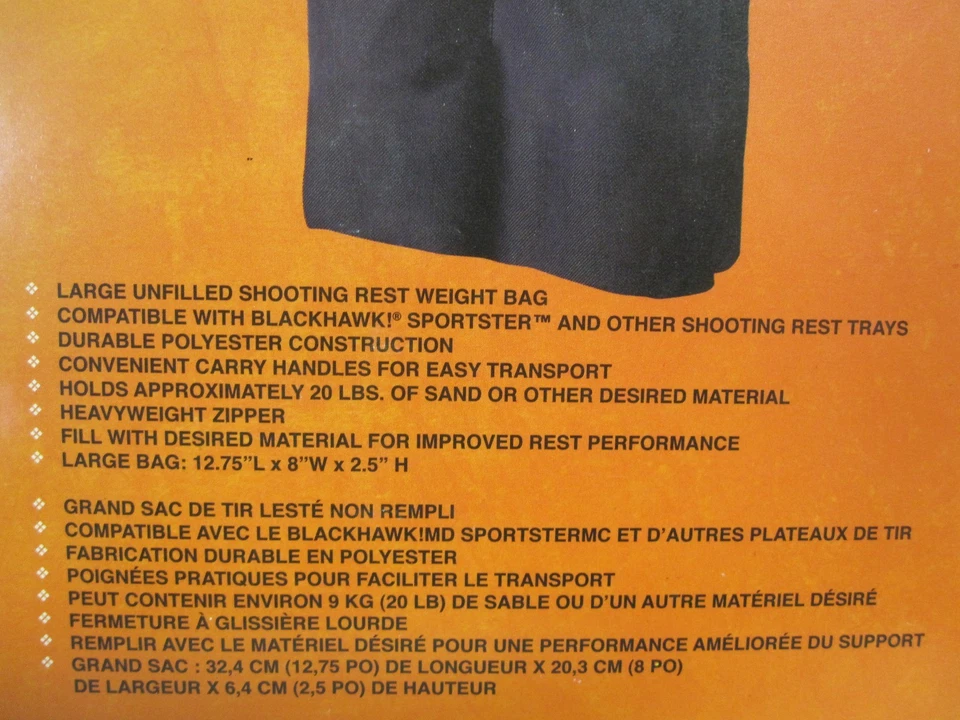 ❖ LARGE UNFILLED SHOOTING REST WEIGHT BAG
❖ COMPATIBLE WITH BLACKHAWK!® SPORTSTER™ AND OTHER SHOOTING REST TRAYS
❖ DURABLE POLYESTER CONSTRUCTION
❖ CONVENIENT CARRY HANDLES FOR EASY TRANSPORT
❖ HOLDS APPROXIMATELY 20 LBS. OF SAND OR OTHER DESIRED MATERIAL
❖ HEAVYWEIGHT ZIPPER
❖ FILL WITH DESIRED MATERIAL FOR IMPROVED REST PERFORMANCE
❖ LARGE BAG: 12.75”L x 8”W x 2.5” H
❖ GRAND SAC DE TIR LESTÉ NON REMPLI
❖ COMPATIBLE AVEC LE BLACKHAWK!MD SPORTSTERMC ET D’AUTRES PLATEAUX DE TIR
❖ FABRICATION DURABLE EN POLYESTER
❖ POIGNÉES PRATIQUES POUR FACILITER LE TRANSPORT
❖ PEUT CONTENIR ENVIRON 9 KG (20 LB) DE SABLE OU D’UN AUTRE MATÉRIEL DÉSIRÉ
❖ FERMETURE À GLISSIÈRE LOURDE
❖ REMPLIR AVEC LE MATÉRIEL DÉSIRÉ POUR UNE PERFORMANCE AMÉLIORÉE DU SUPPORT
❖ GRAND SAC : 32,4 CM (12,75 PO) DE LONGUEUR X 20,3 CM (8 PO)
DE LARGEUR X 6,4 CM (2,5 PO) DE HAUTEUR